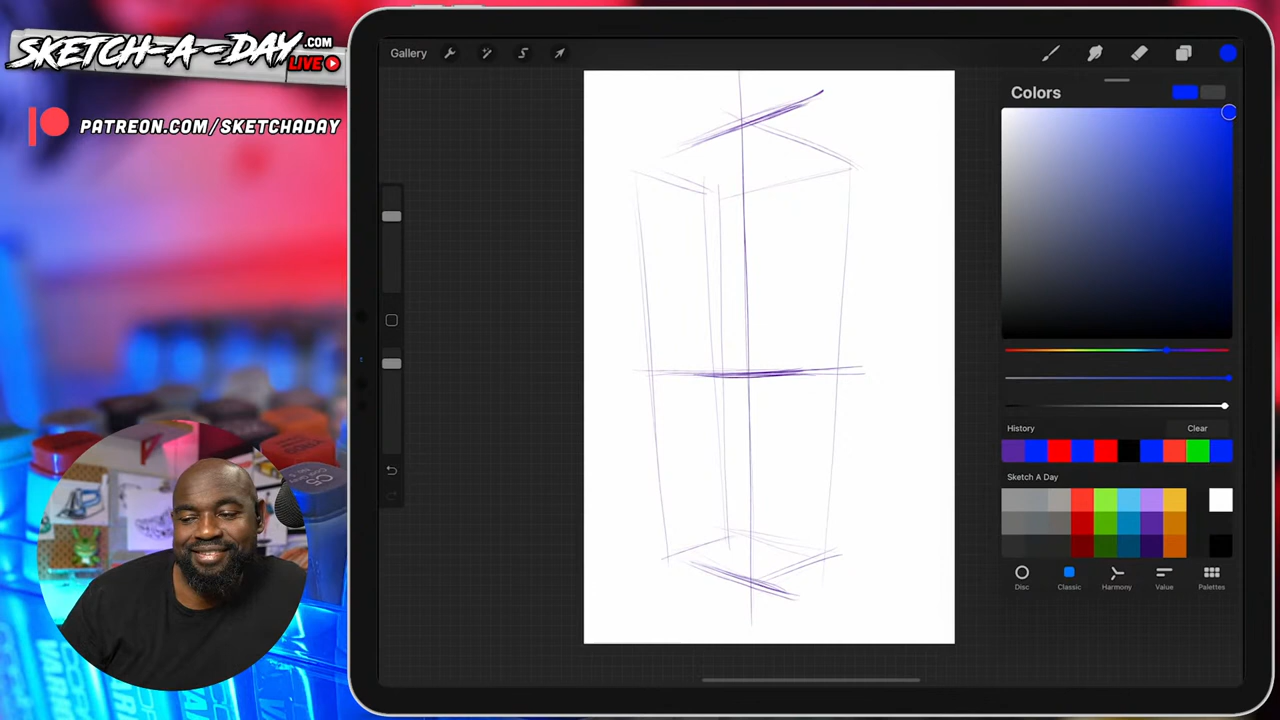 SKETCH-A-DAY.COM
LIVE
PATREON.COM/SKETCHADAY
Gallery
Colors
History
Clear
Sketch A Day
Disc
Classic
Harmony
Value
Palettes